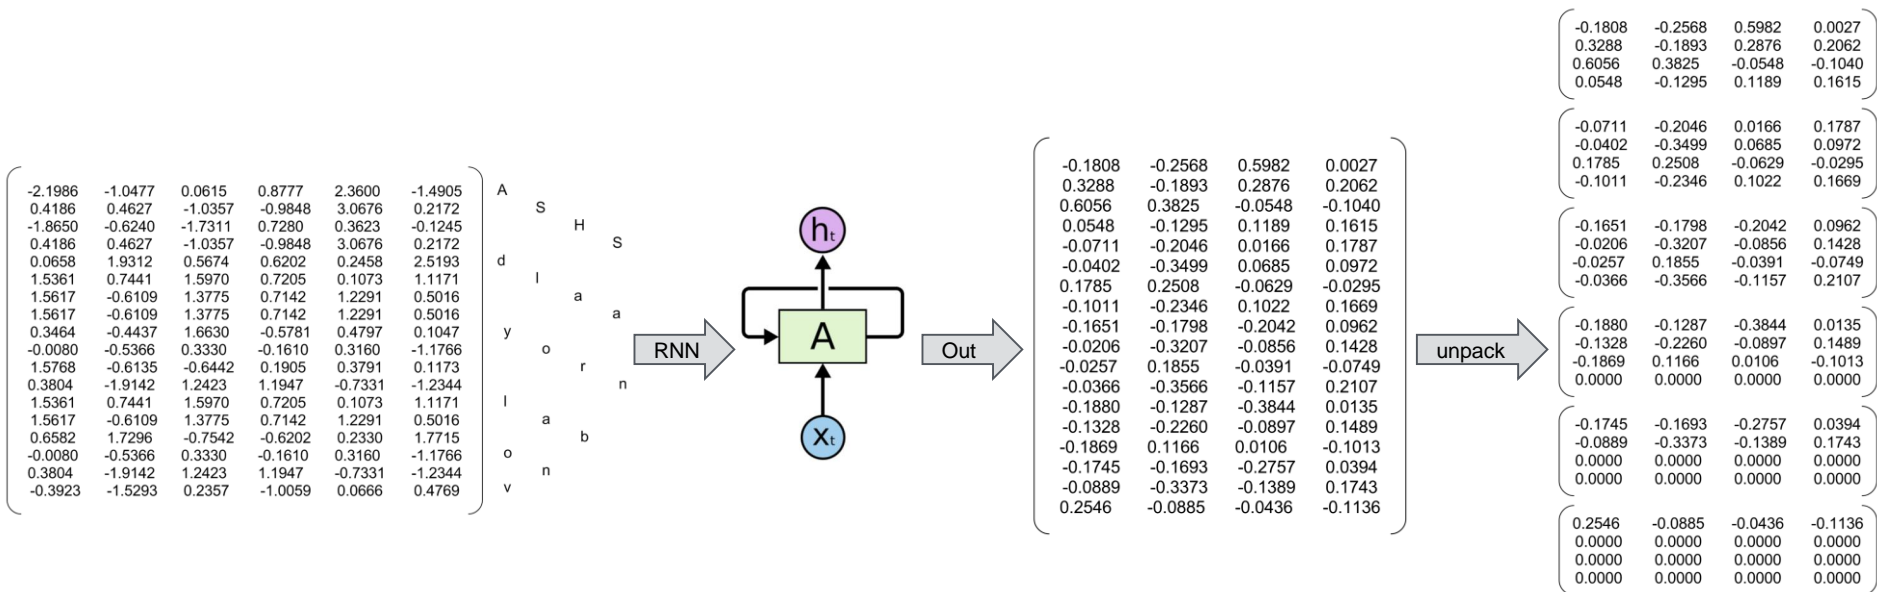 -2.1986 -1.0477 0.0615 0.8777 2.3600 -1.4905 A
0.4186 0.4627 -1.0357 -0.9848 3.0676 0.2172 S
-1.8650 -0.6240 -1.7311 0.7280 0.3623 -0.1245 H
0.4186 0.4627 -1.0357 -0.9848 3.0676 0.2172 S
0.0658 1.9312 0.5674 0.6202 0.2458 2.5193 d
1.5361 0.7441 1.5970 0.7205 0.1073 1.1171 l
1.5617 -0.6109 1.3775 0.7142 1.2291 0.5016 a
1.5617 -0.6109 1.3775 0.7142 1.2291 0.5016 a
0.3464 -0.4437 1.6630 -0.5781 0.4797 0.1047 y
-0.0080 -0.5366 0.3330 -0.1610 0.3160 -1.1766 o
1.5768 -0.6135 -0.6442 0.1905 0.3791 0.1173 r
0.3804 -1.9142 1.2423 1.1947 -0.7331 -1.2344 n
1.5361 0.7441 1.5970 0.7205 0.1073 1.1171 l
1.5617 -0.6109 1.3775 0.7142 1.2291 0.5016 a
0.6582 1.7296 -0.7542 -0.6202 0.2330 1.7715 b
-0.0080 -0.5366 0.3330 -0.1610 0.3160 -1.1766 o
0.3804 -1.9142 1.2423 1.1947 -0.7331 -1.2344 n
-0.3923 -1.5293 0.2357 -1.0059 0.0666 0.4769 v
RNN
ht
A
xt
Out
-0.1808 -0.2568 0.5982 0.0027
0.3288 -0.1893 0.2876 0.2062
0.6056 0.3825 -0.0548 -0.1040
0.0548 -0.1295 0.1189 0.1615
-0.0711 -0.2046 0.0166 0.1787
-0.0402 -0.3499 0.0685 0.0972
0.1785 0.2508 -0.0629 -0.0295
-0.1011 -0.2346 0.1022 0.1669
-0.1651 -0.1798 -0.2042 0.0962
-0.0206 -0.3207 -0.0856 0.1428
-0.0257 0.1855 -0.0391 -0.0749
-0.0366 -0.3566 -0.1157 0.2107
-0.1880 -0.1287 -0.3844 0.0135
-0.1328 -0.2260 -0.0897 0.1489
-0.1869 0.1166 0.0106 -0.1013
-0.1745 -0.1693 -0.2757 0.0394
-0.0889 -0.3373 -0.1389 0.1743
0.2546 -0.0885 -0.0436 -0.1136
unpack
-0.1808 -0.2568 0.5982 0.0027
0.3288 -0.1893 0.2876 0.2062
0.6056 0.3825 -0.0548 -0.1040
0.0548 -0.1295 0.1189 0.1615
-0.0711 -0.2046 0.0166 0.1787
-0.0402 -0.3499 0.0685 0.0972
0.1785 0.2508 -0.0629 -0.0295
-0.1011 -0.2346 0.1022 0.1669
-0.1651 -0.1798 -0.2042 0.0962
-0.0206 -0.3207 -0.0856 0.1428
-0.0257 0.1855 -0.0391 -0.0749
-0.0366 -0.3566 -0.1157 0.2107
-0.1880 -0.1287 -0.3844 0.0135
-0.1328 -0.2260 -0.0897 0.1489
-0.1869 0.1166 0.0106 -0.1013
0.0000 0.0000 0.0000 0.0000
-0.1745 -0.1693 -0.2757 0.0394
-0.0889 -0.3373 -0.1389 0.1743
0.0000 0.0000 0.0000 0.0000
0.0000 0.0000 0.0000 0.0000
0.2546 -0.0885 -0.0436 -0.1136
0.0000 0.0000 0.0000 0.0000
0.0000 0.0000 0.0000 0.0000
0.0000 0.0000 0.0000 0.0000